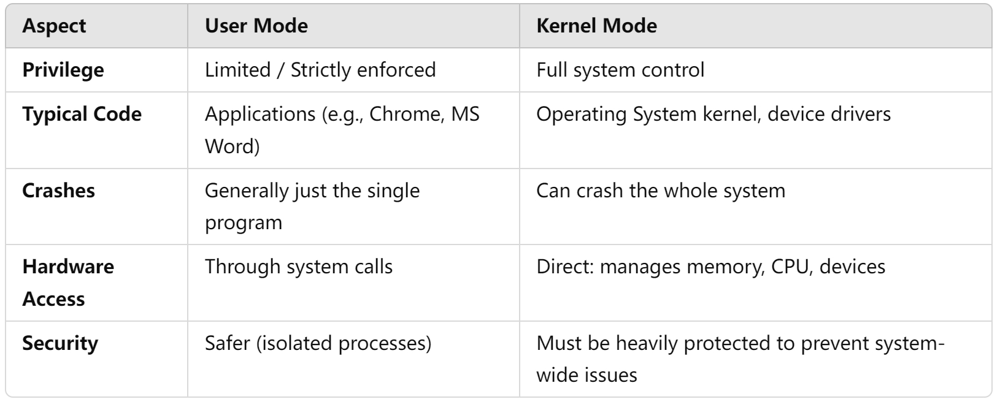 Aspect User Mode Kernel Mode
Privilege Limited / Strictly enforced Full system control
Typical Code Applications (e.g., Chrome, MS Operating System kernel, device drivers
Word)
Crashes Generally just the single Can crash the whole system
program
Hardware Through system calls Direct: manages memory, CPU, devices
Access
Security Safer (isolated processes) Must be heavily protected to prevent system-
wide issues